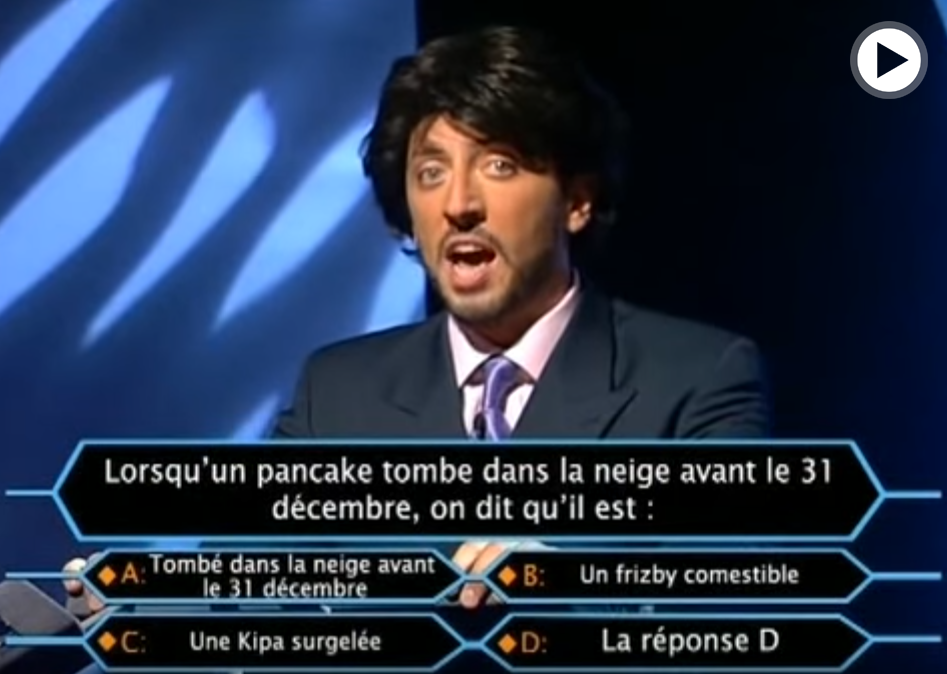 Lorsqu'un pancake tombe dans la neige avant le 31
décembre, on dit qu'il est :
A: Tombé dans la neige avant
le 31 décembre
B: Un frizby comestible
C: Une Kipa surgelée
D: La réponse D